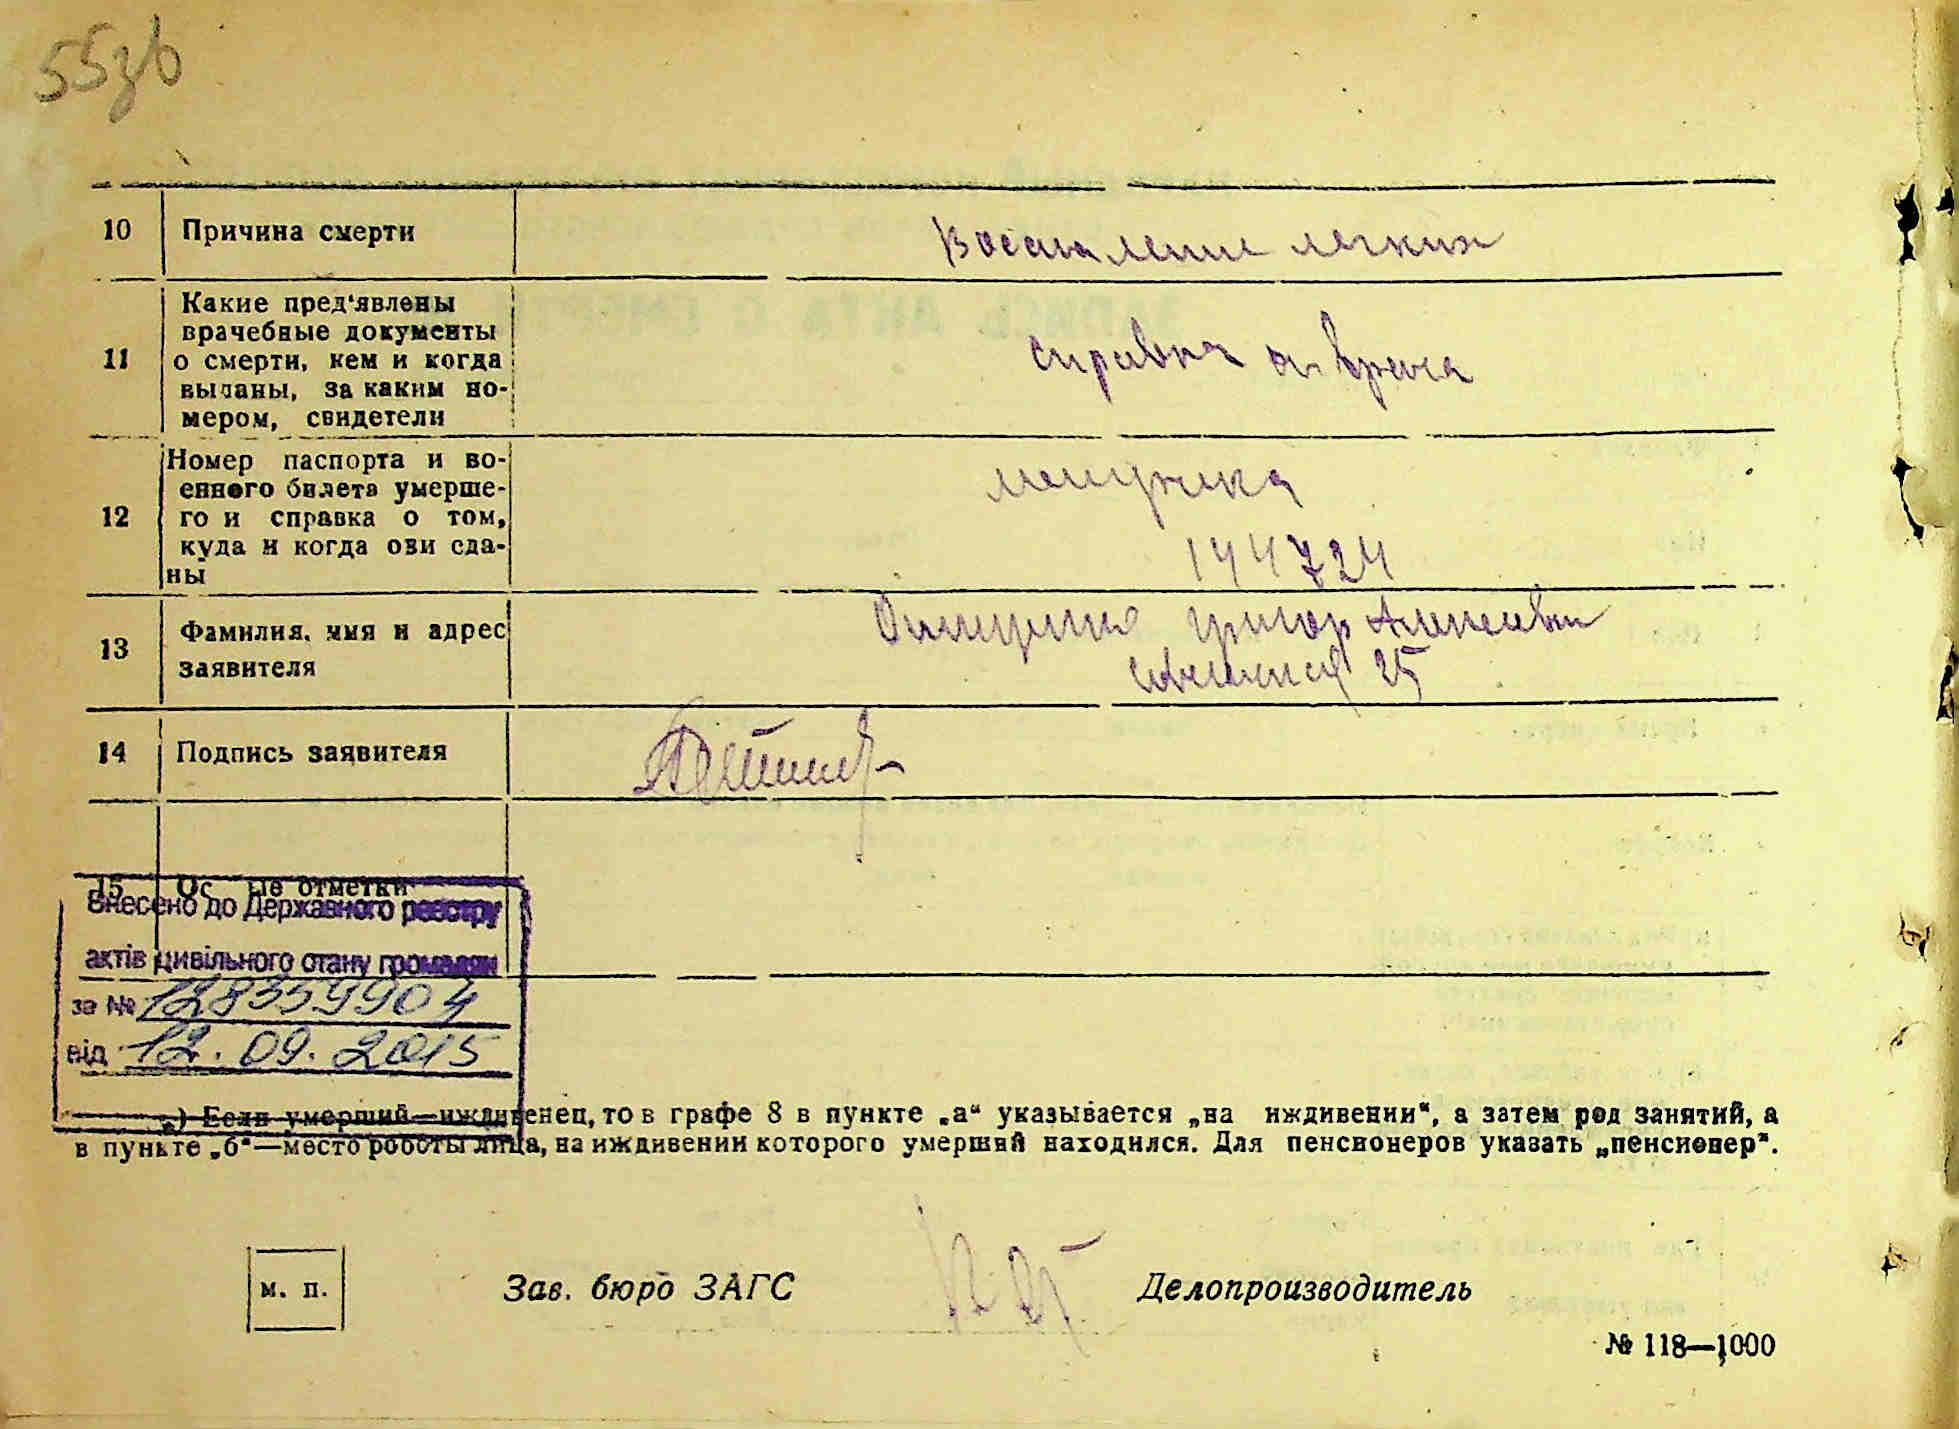 55зв
10 Причина смерти Воспаление легких
11 Какие пред'явлены
врачебные документы
о смерти, кем и когда
выданы, за каким но-
мером, свидетели
справка от врача
12 Номер паспорта и во-
енного билета умерше-
го и справка о том,
куда и когда они сда-
ны
144724
13 Фамилия, имя и адрес
заявителя
Григор Алексеевич
25
14 Подпись заявителя
15 Ос ые отметки
Внесено до Державного реєстру
актів цивільного стану громадян
за № 128359904
від 12.09.2015
*) Если умерший—иждивенец, то в графе 8 в пункте „а“ указывается „на иждивении“, а затем род занятий, а
в пункте „б“—место роботы лица, на иждивении которого умерший находился. Для пенсионеров указать „пенсионер“.
м. п. Зав. бюро ЗАГС Делопроизводитель
№ 118—1000